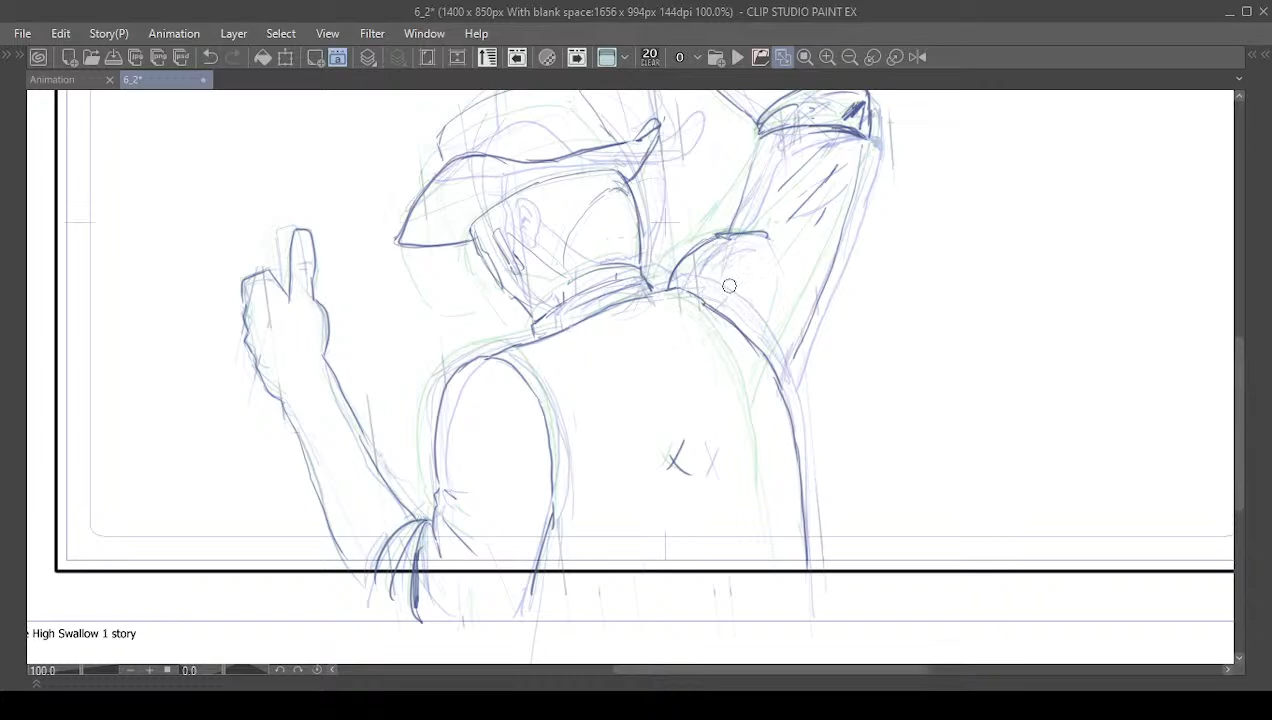 6_2* (1400 x 850px With blank space:1656 x 994px 144dpi 100.0%)  - CLIP STUDIO PAINT EX
File Edit Story(P) Animation Layer Select View Filter Window Help
20 CLEAR 0
Animation 6_2*
X X
High Swallow 1 story
100.0 0.0